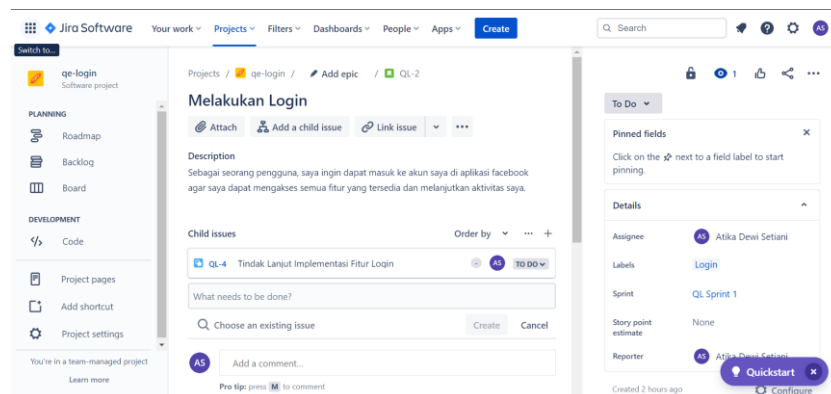 Jira Software
Your work
Projects
Filters
Dashboards
People
Apps
Create
Search
AS
Switch to...
qe-login
Software project
PLANNING
Roadmap
Backlog
Board
DEVELOPMENT
Code
Project pages
Add shortcut
Project settings
You're in a team-managed project
Learn more
Projects / qe-login / Add epic / QL-2
Melakukan Login
Attach
Add a child issue
Link issue
Description
Sebagai seorang pengguna, saya ingin dapat masuk ke akun saya di aplikasi facebook
agar saya dapat mengakses semua fitur yang tersedia dan melanjutkan aktivitas saya.
Child issues
Order by
QL-4 Tindak Lanjut Implementasi Fitur Login
AS
TO DO
What needs to be done?
Choose an existing issue
Create
Cancel
AS
Add a comment...
Pro tip: press M to comment
1
To Do
Pinned fields
Click on the next to a field label to start
pinning.
Details
Assignee
AS Atika Dewi Setiani
Labels
Login
Sprint
QL Sprint 1
Story point
estimate
None
Reporter
AS Atika Dewi Setiani
Quickstart
Created 2 hours ago
Configure